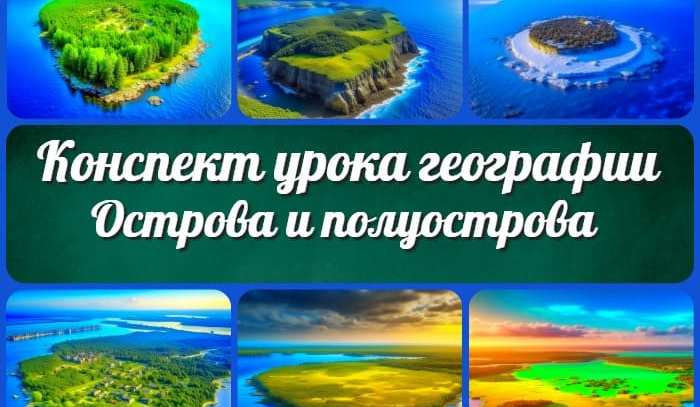 Конспект урока географии
Острова и полуострова